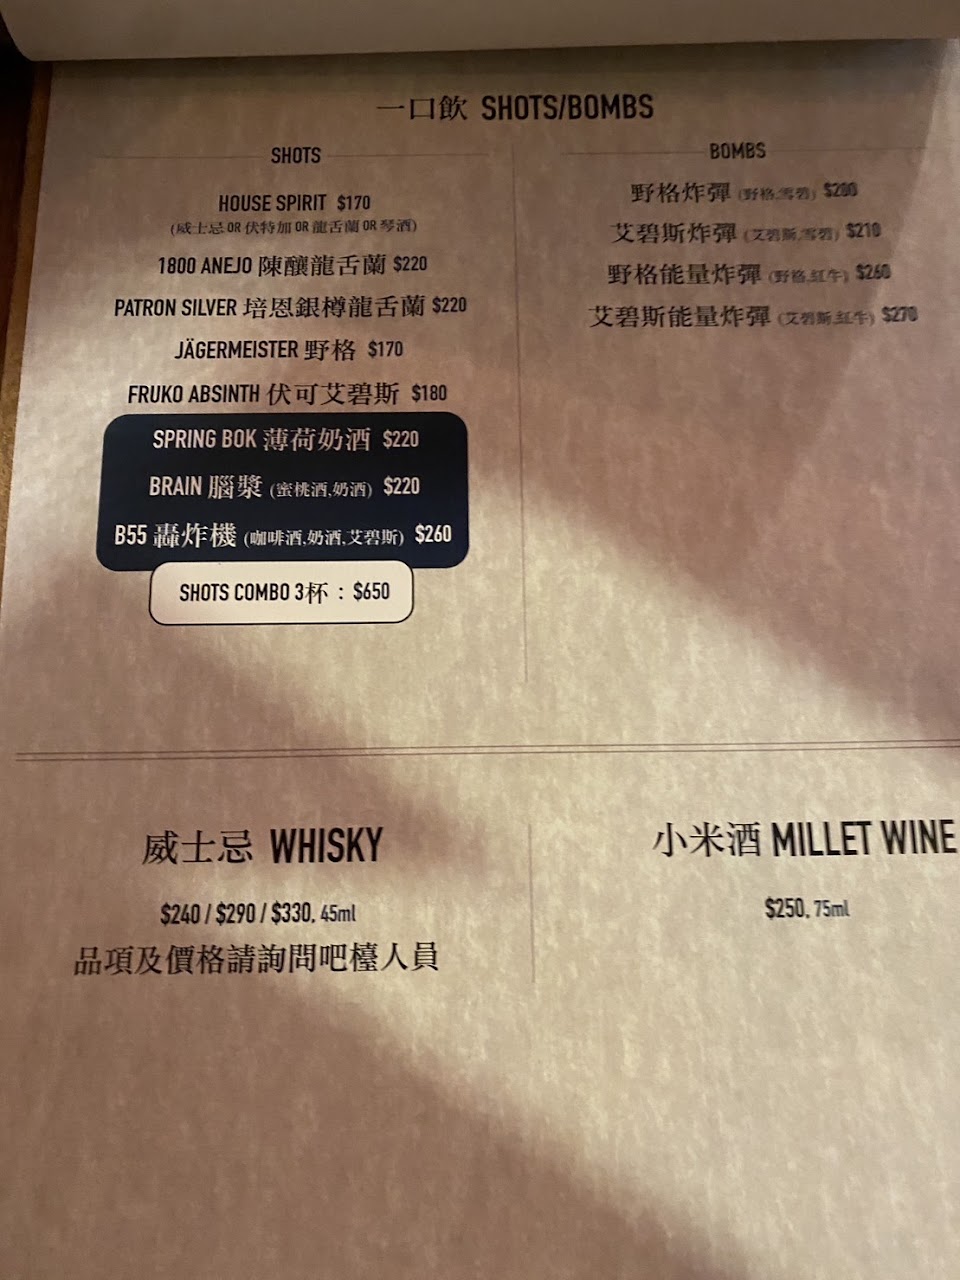 一口飲 SHOTS/BOMBS
SHOTS
HOUSE SPIRIT $170
(威士忌 OR 伏特加 OR 龍舌蘭 OR 琴酒)
1800 ANEJO 陳釀龍舌蘭 $220
PATRON SILVER 培恩銀樽龍舌蘭 $220
JÄGERMEISTER 野格 $170
FRUKO ABSINTH 伏可艾碧斯 $180
SPRING BOK 薄荷奶酒 $220
BRAIN 腦漿 (蜜桃酒,奶酒) $220
B55 轟炸機 (咖啡酒,奶酒,艾碧斯) $260
SHOTS COMBO 3杯：$650
BOMBS
野格炸彈 (野格,雪碧) $200
艾碧斯炸彈 (艾碧斯,雪碧) $210
野格能量炸彈 (野格,紅牛) $260
艾碧斯能量炸彈 (艾碧斯,紅牛) $270
威士忌 WHISKY
$240 / $290 / $330, 45ml
品項及價格請詢問吧檯人員
小米酒 MILLET WINE
$250, 75ml